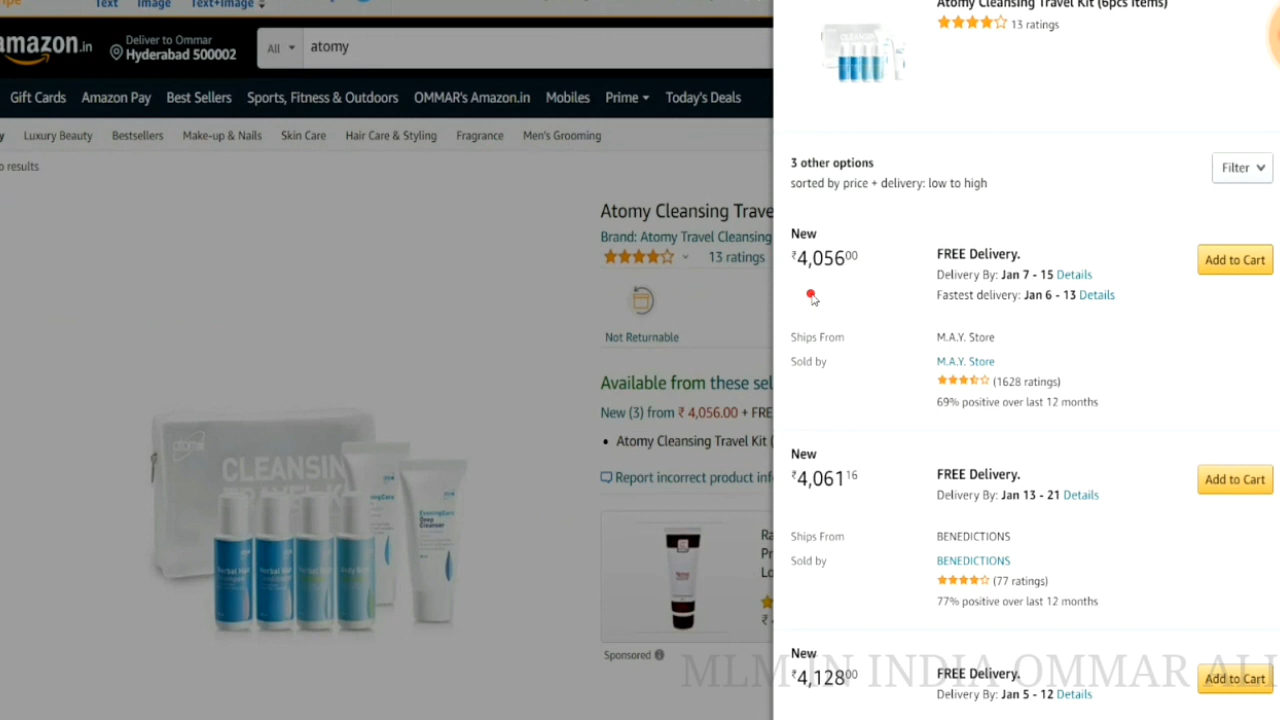 Text Image Text+Image
amazon.in
Deliver to Ommar
Hyderabad 500002
All
atomy
Gift Cards Amazon Pay Best Sellers Sports, Fitness & Outdoors OMMAR's Amazon.in Mobiles Prime Today's Deals
Luxury Beauty Bestsellers Make-up & Nails Skin Care Hair Care & Styling Fragrance Men's Grooming
results
Atomy Cleansing Trave
Brand: Atomy Travel Cleansing
13 ratings
Not Returnable
Available from these sel
New (3) from ₹ 4,056.00 + FRE
• Atomy Cleansing Travel Kit (
Report incorrect product inf
atomy
CLEANSIN
TRAVEL K
Deep
Cleanser
Sponsored
Atomy Cleansing Travel Kit (6pcs Items)
13 ratings
3 other options
sorted by price + delivery: low to high
Filter
New
₹4,05600
FREE Delivery.
Delivery By: Jan 7 - 15 Details
Fastest delivery: Jan 6 - 13 Details
Add to Cart
Ships From M.A.Y. Store
Sold by M.A.Y. Store
(1628 ratings)
69% positive over last 12 months
New
₹4,06116
FREE Delivery.
Delivery By: Jan 13 - 21 Details
Add to Cart
Ships From BENEDICTIONS
Sold by BENEDICTIONS
(77 ratings)
77% positive over last 12 months
New
₹4,12800
FREE Delivery.
Delivery By: Jan 5 - 12 Details
Add to Cart
MLM IN INDIA OMMAR ALI